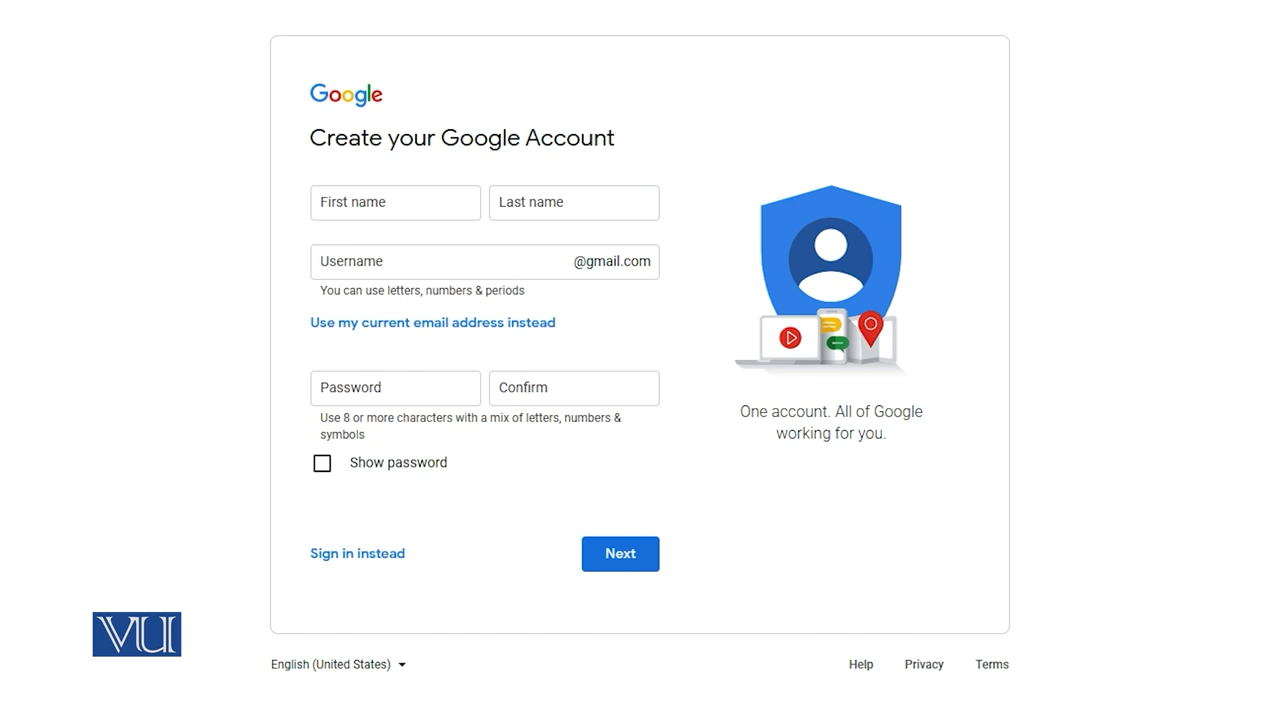 Google
Create your Google Account
First name Last name
Username @gmail.com
You can use letters, numbers & periods
Use my current email address instead
Password Confirm
Use 8 or more characters with a mix of letters, numbers &
symbols
Show password
One account. All of Google
working for you.
Sign in instead Next
VU
English (United States) Help Privacy Terms